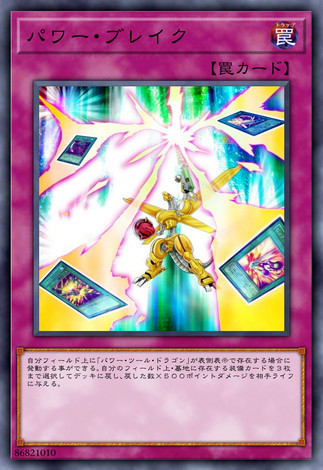 パワー・ブレイク
トラップ
罠
【罠カード】
自分フィールド上に「パワー・ツール・ドラゴン」が表側表示で存在する場合に
発動する事ができる。自分のフィールド上・墓地に存在する装備カードを3枚
まで選択してデッキに戻し、戻した数×500ポイントダメージを相手ライフ
に与える。
86821010